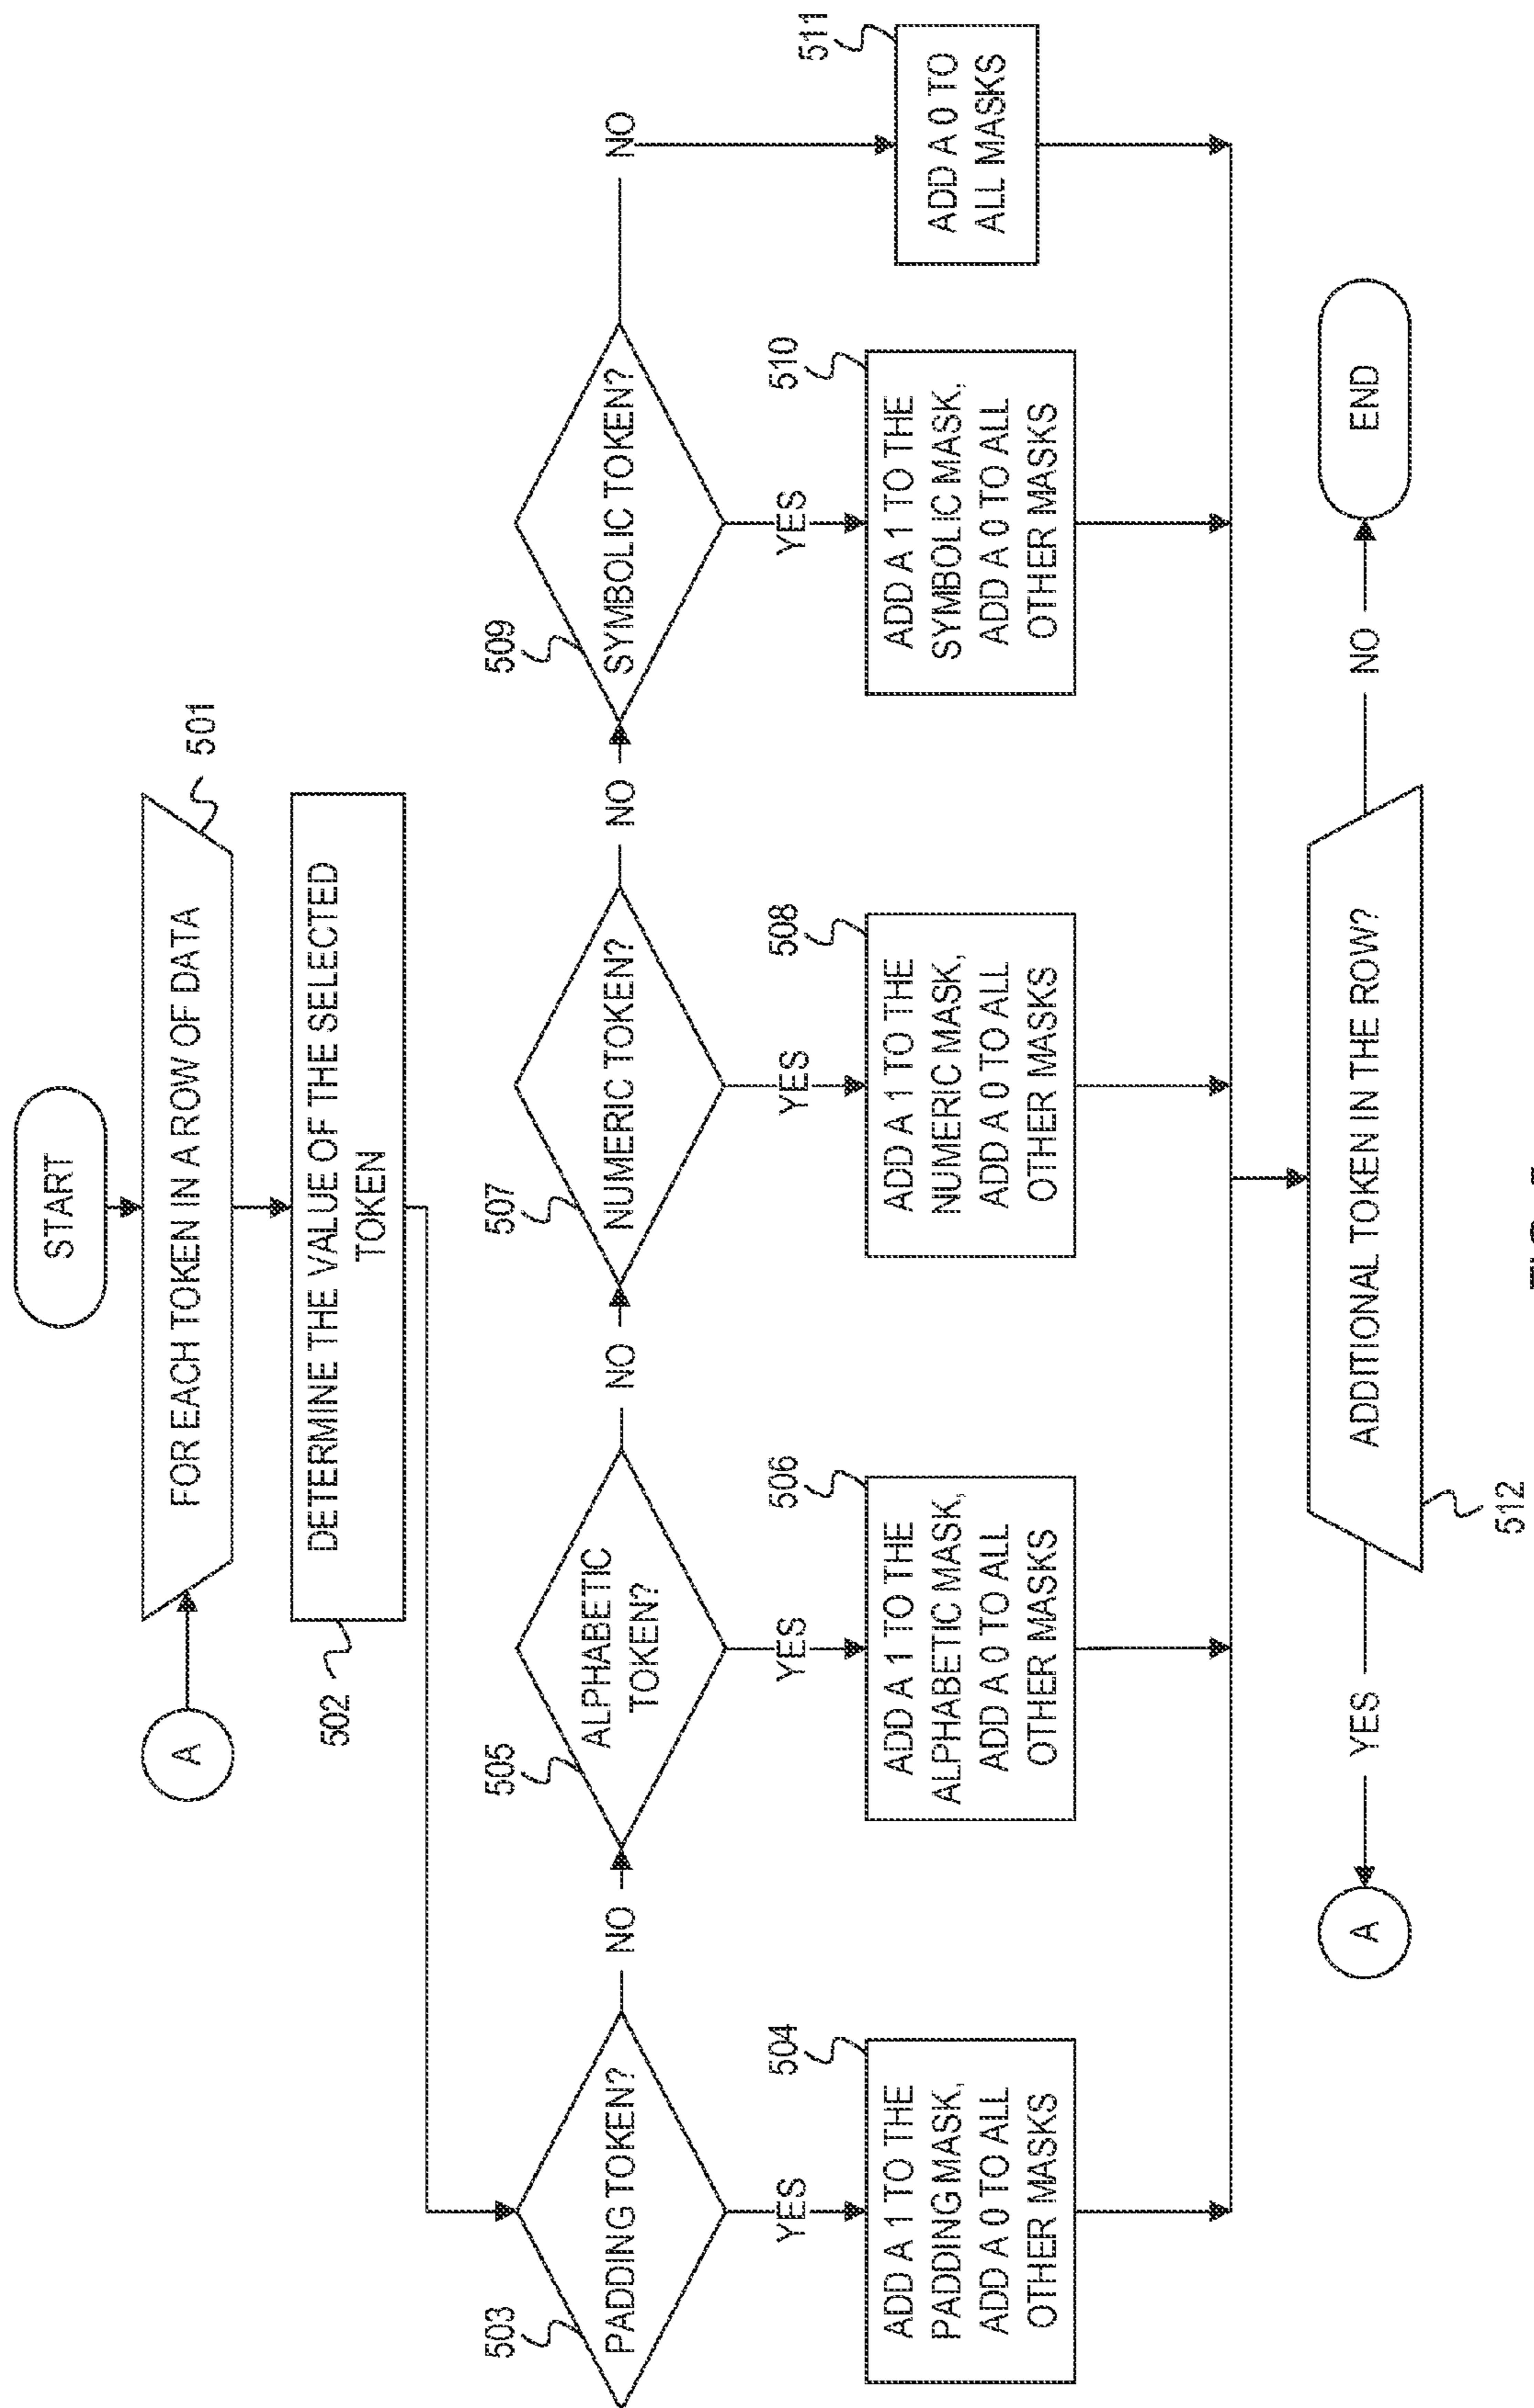 START
A
FOR EACH TOKEN IN A ROW OF DATA
501
502
DETERMINE THE VALUE OF THE SELECTED
TOKEN
503
PADDING TOKEN?
NO
505
ALPHABETIC
TOKEN?
NO
507
NUMERIC TOKEN?
NO
509
SYMBOLIC TOKEN?
NO
YES
YES
YES
YES
504
ADD A 1 TO THE
PADDING MASK,
ADD A 0 TO ALL
OTHER MASKS
506
ADD A 1 TO THE
ALPHABETIC MASK,
ADD A 0 TO ALL
OTHER MASKS
508
ADD A 1 TO THE
NUMERIC MASK,
ADD A 0 TO ALL
OTHER MASKS
510
ADD A 1 TO THE
SYMBOLIC MASK,
ADD A 0 TO ALL
OTHER MASKS
511
ADD A 0 TO
ALL MASKS
A
YES
ADDITIONAL TOKEN IN THE ROW?
NO
END
512